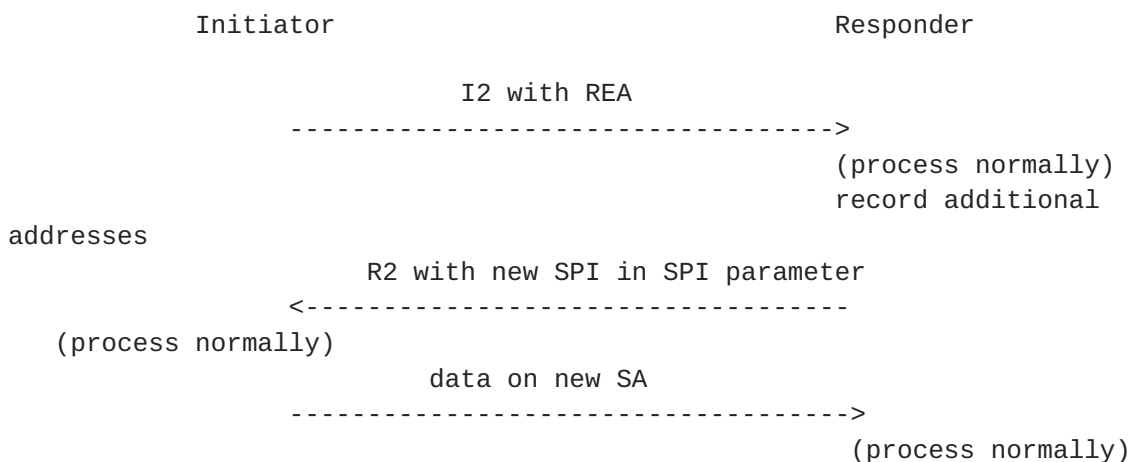 Initiator                                Responder
I2 with REA
----------------------------------->
(process normally)
record additional
addresses
R2 with new SPI in SPI parameter
<-----------------------------------
(process normally)
data on new SA
------------------------------------>
(process normally)